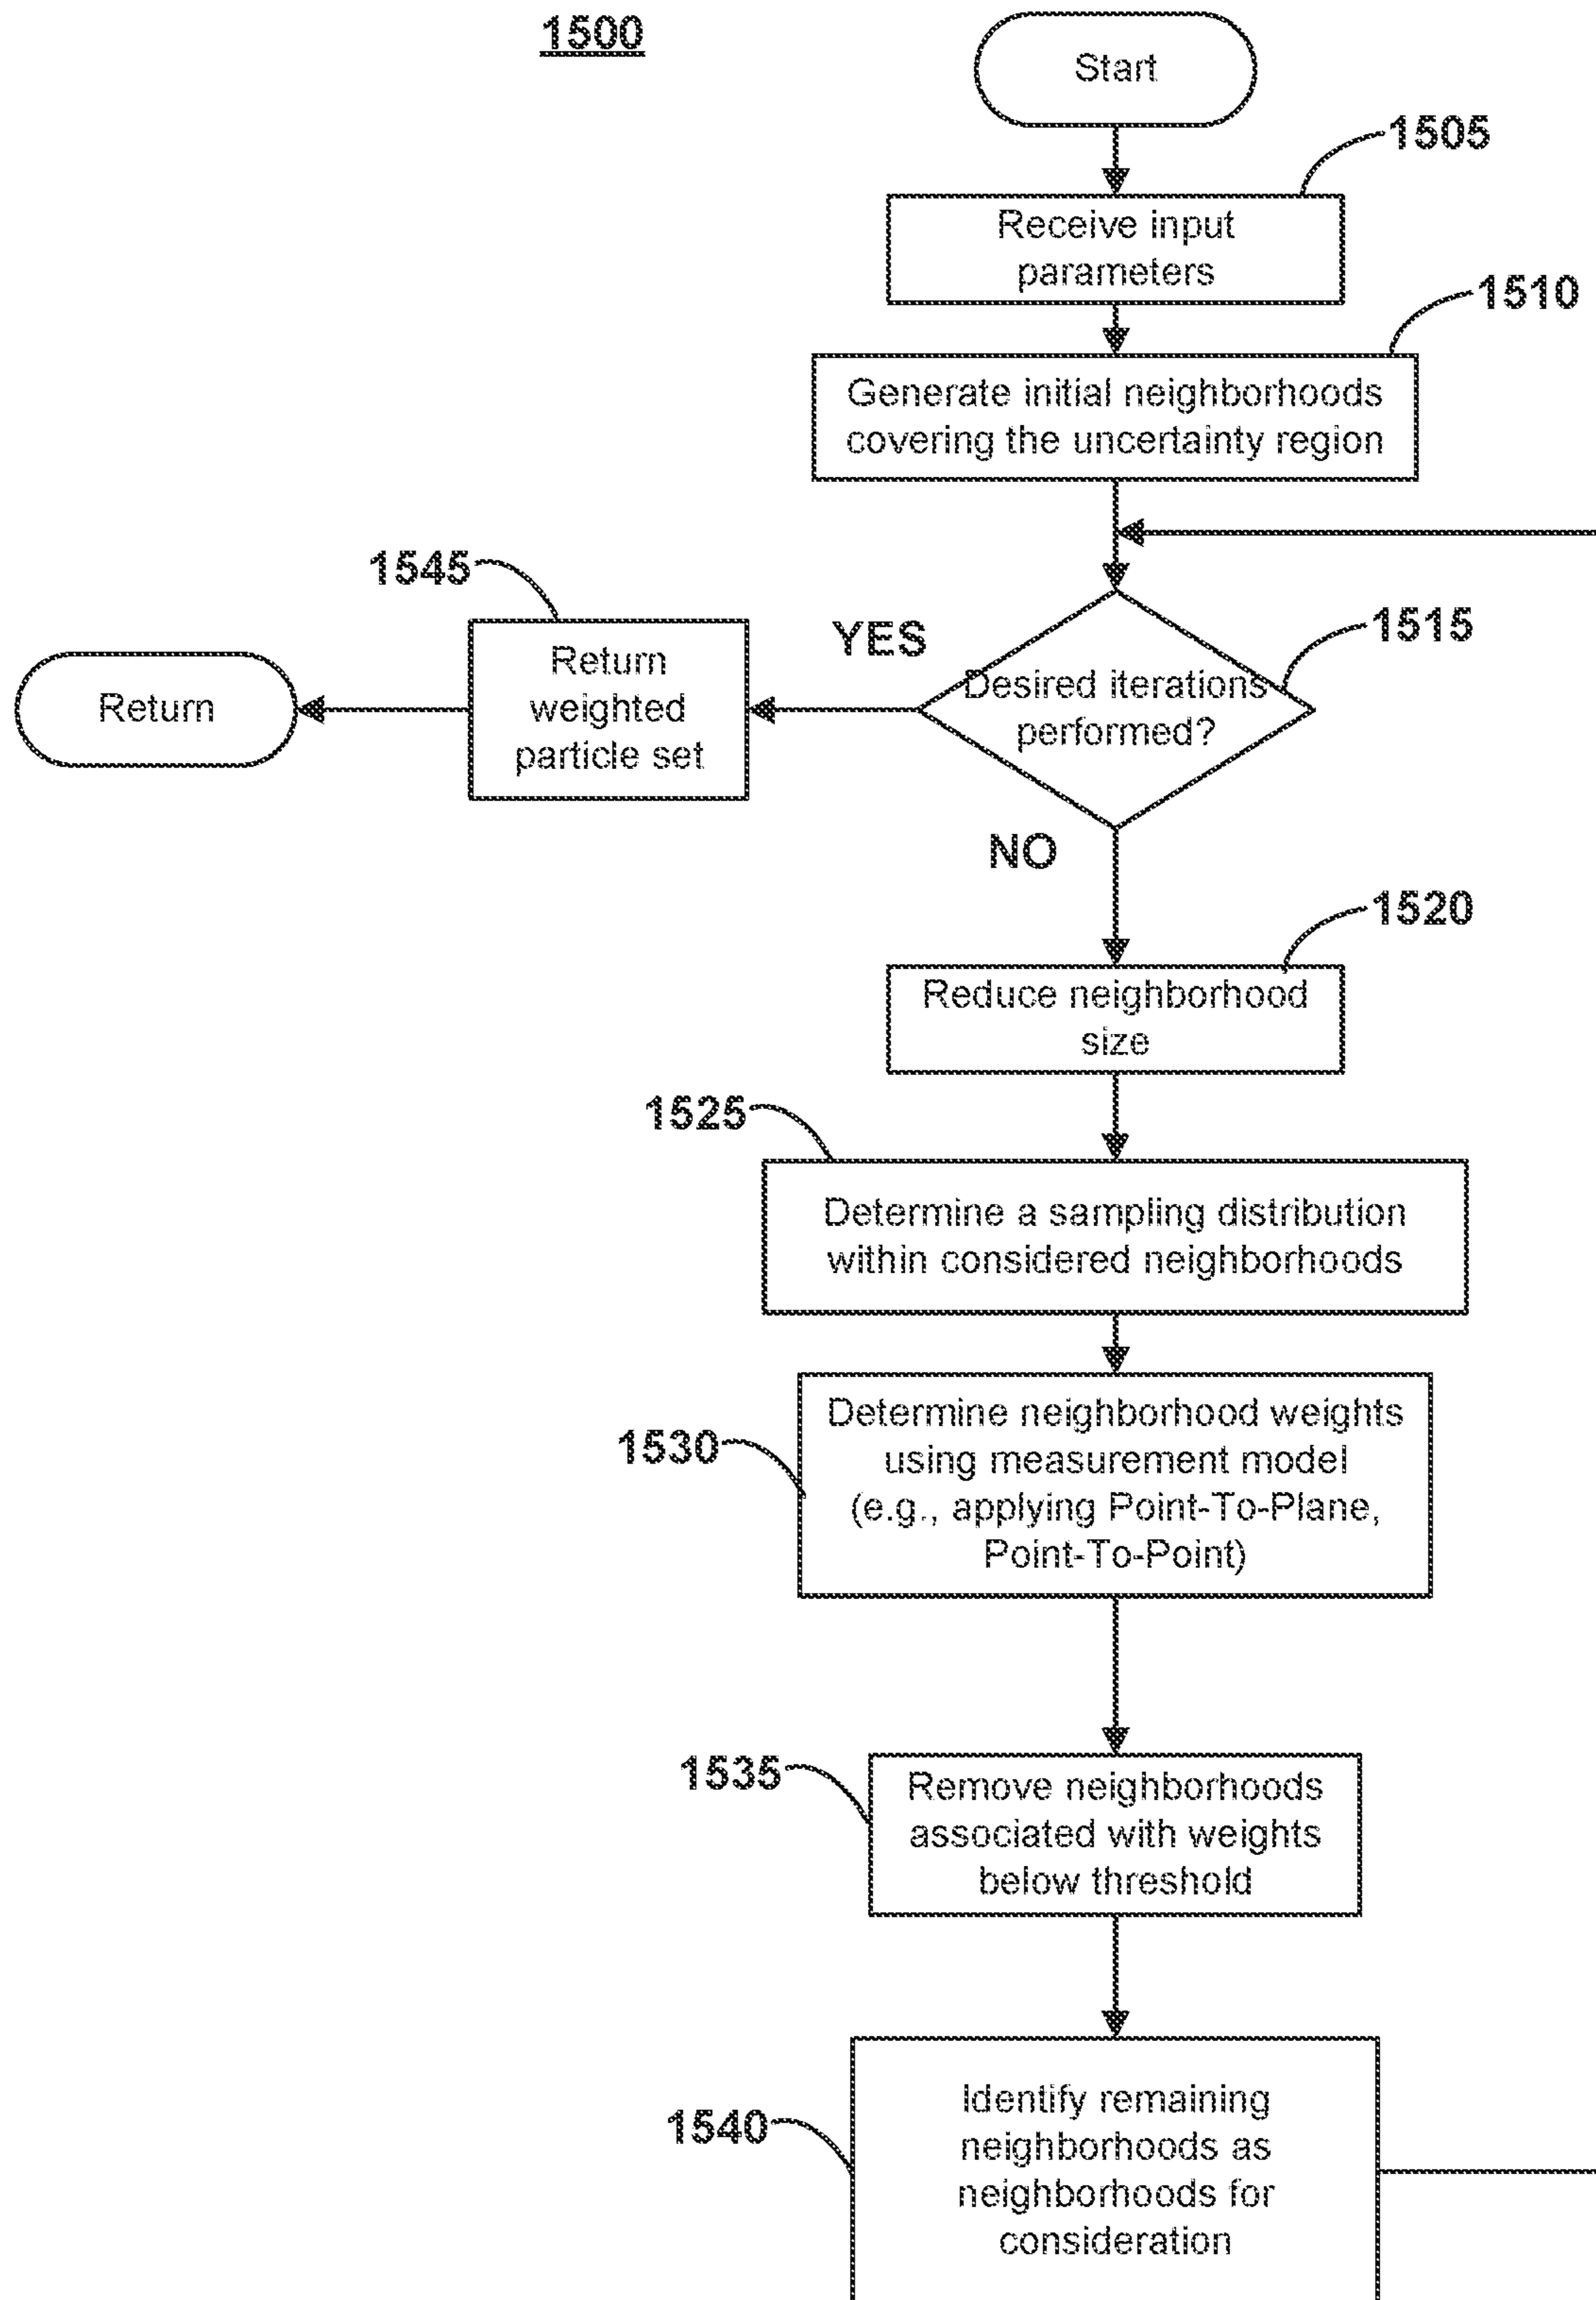 1500
Start
1505
Receive input
parameters
1510
Generate initial neighborhoods
covering the uncertainty region
1545
YES
1515
Return
Return
weighted
particle set
Desired iterations
performed?
NO
1520
Reduce neighborhood
size
1525
Determine a sampling distribution
within considered neighborhoods
1530
Determine neighborhood weights
using measurement model
(e.g., applying Point-To-Plane,
Point-To-Point)
1535
Remove neighborhoods
associated with weights
below threshold
1540
Identify remaining
neighborhoods as
neighborhoods for
consideration